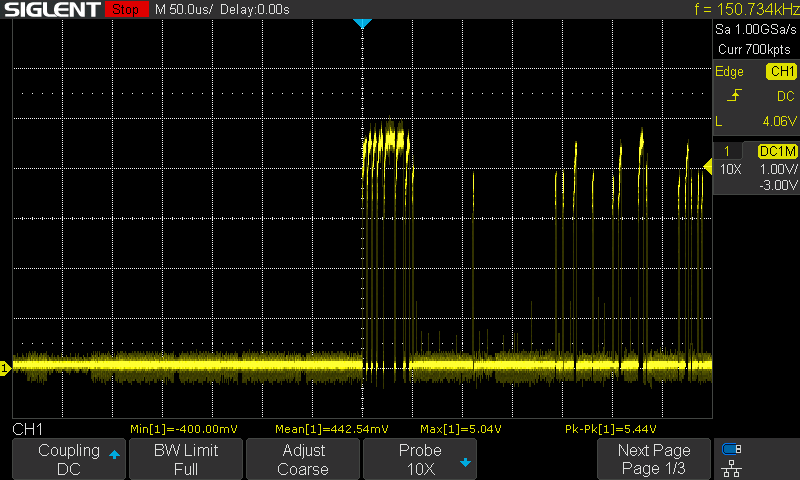 SIGLENT Stop M 50.0us/ Delay:0.00s f = 150.734kHz
Sa 1.00GSa/s
Curr 700kpts
Edge CH1
DC
L 4.06V
1 DC1M
10X 1.00V/
-3.00V
1
CH1 Min[1]=-400.00mV Mean[1]=442.54mV Max[1]=5.04V Pk-Pk[1]=5.44V
Coupling BW Limit Adjust Probe Next Page
DC Full Coarse 10X Page 1/3